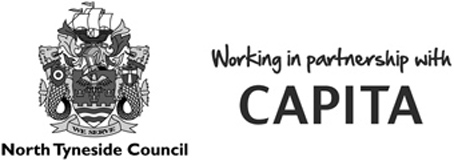 WE SERVE
North Tyneside Council
Working in partnership with
CAPITA